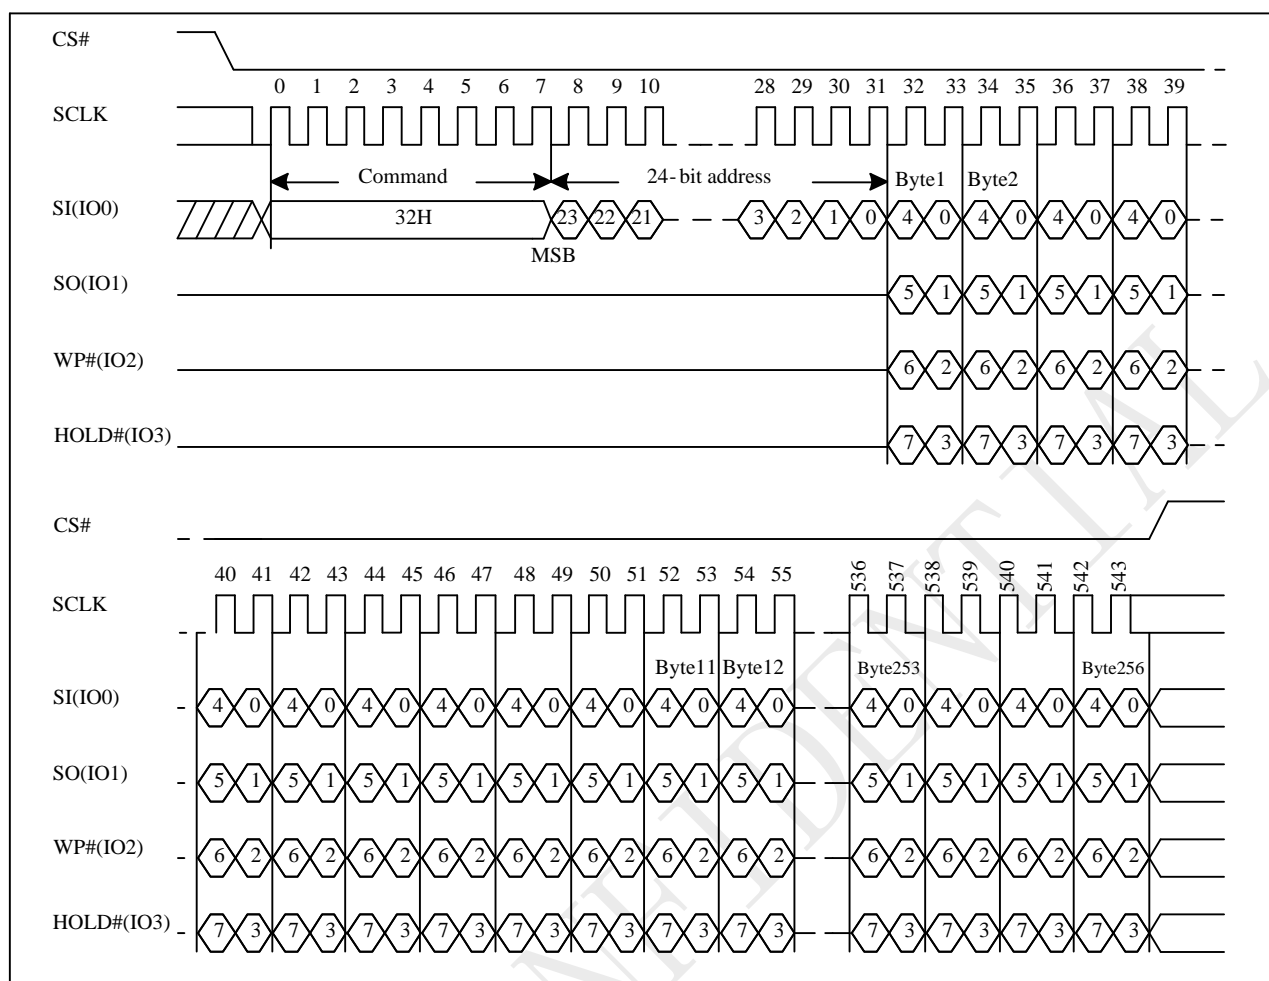 CS#
0 1 2 3 4 5 6 7 8 9 10 28 29 30 31 32 33 34 35 36 37 38 39
SCLK
Command 24-bit address Byte1 Byte2
SI(IO0) 32H 23 22 21 3 2 1 0 4 0 4 0 4 0 4 0
MSB
SO(IO1) 5 1 5 1 5 1 5 1
WP#(IO2) 6 2 6 2 6 2 6 2
HOLD#(IO3) 7 3 7 3 7 3 7 3
CS#
40 41 42 43 44 45 46 47 48 49 50 51 52 53 54 55 536 537 538 539 540 541 542 543
SCLK
Byte11 Byte12 Byte253 Byte256
SI(IO0) 4 0 4 0 4 0 4 0 4 0 4 0 4 0 4 0 4 0 4 0 4 0 4 0
SO(IO1) 5 1 5 1 5 1 5 1 5 1 5 1 5 1 5 1 5 1 5 1 5 1 5 1
WP#(IO2) 6 2 6 2 6 2 6 2 6 2 6 2 6 2 6 2 6 2 6 2 6 2 6 2
HOLD#(IO3) 7 3 7 3 7 3 7 3 7 3 7 3 7 3 7 3 7 3 7 3 7 3 7 3